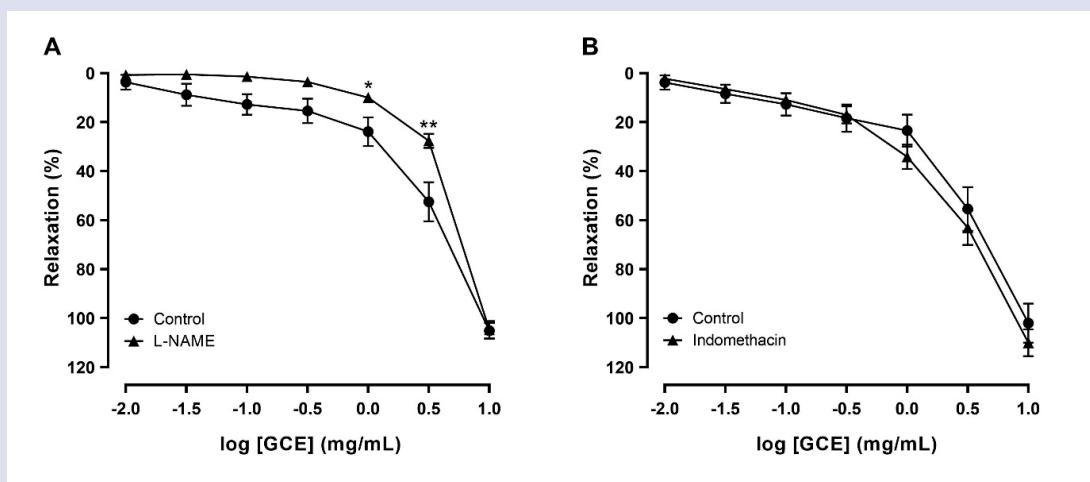 A
Relaxation (%)
0
20
40
60
80
100
120
*
**
Control
L-NAME
-2.0 -1.5 -1.0 -0.5 0.0 0.5 1.0
log [GCE] (mg/mL)
B
Relaxation (%)
0
20
40
60
80
100
120
Control
Indomethacin
-2.0 -1.5 -1.0 -0.5 0.0 0.5 1.0
log [GCE] (mg/mL)